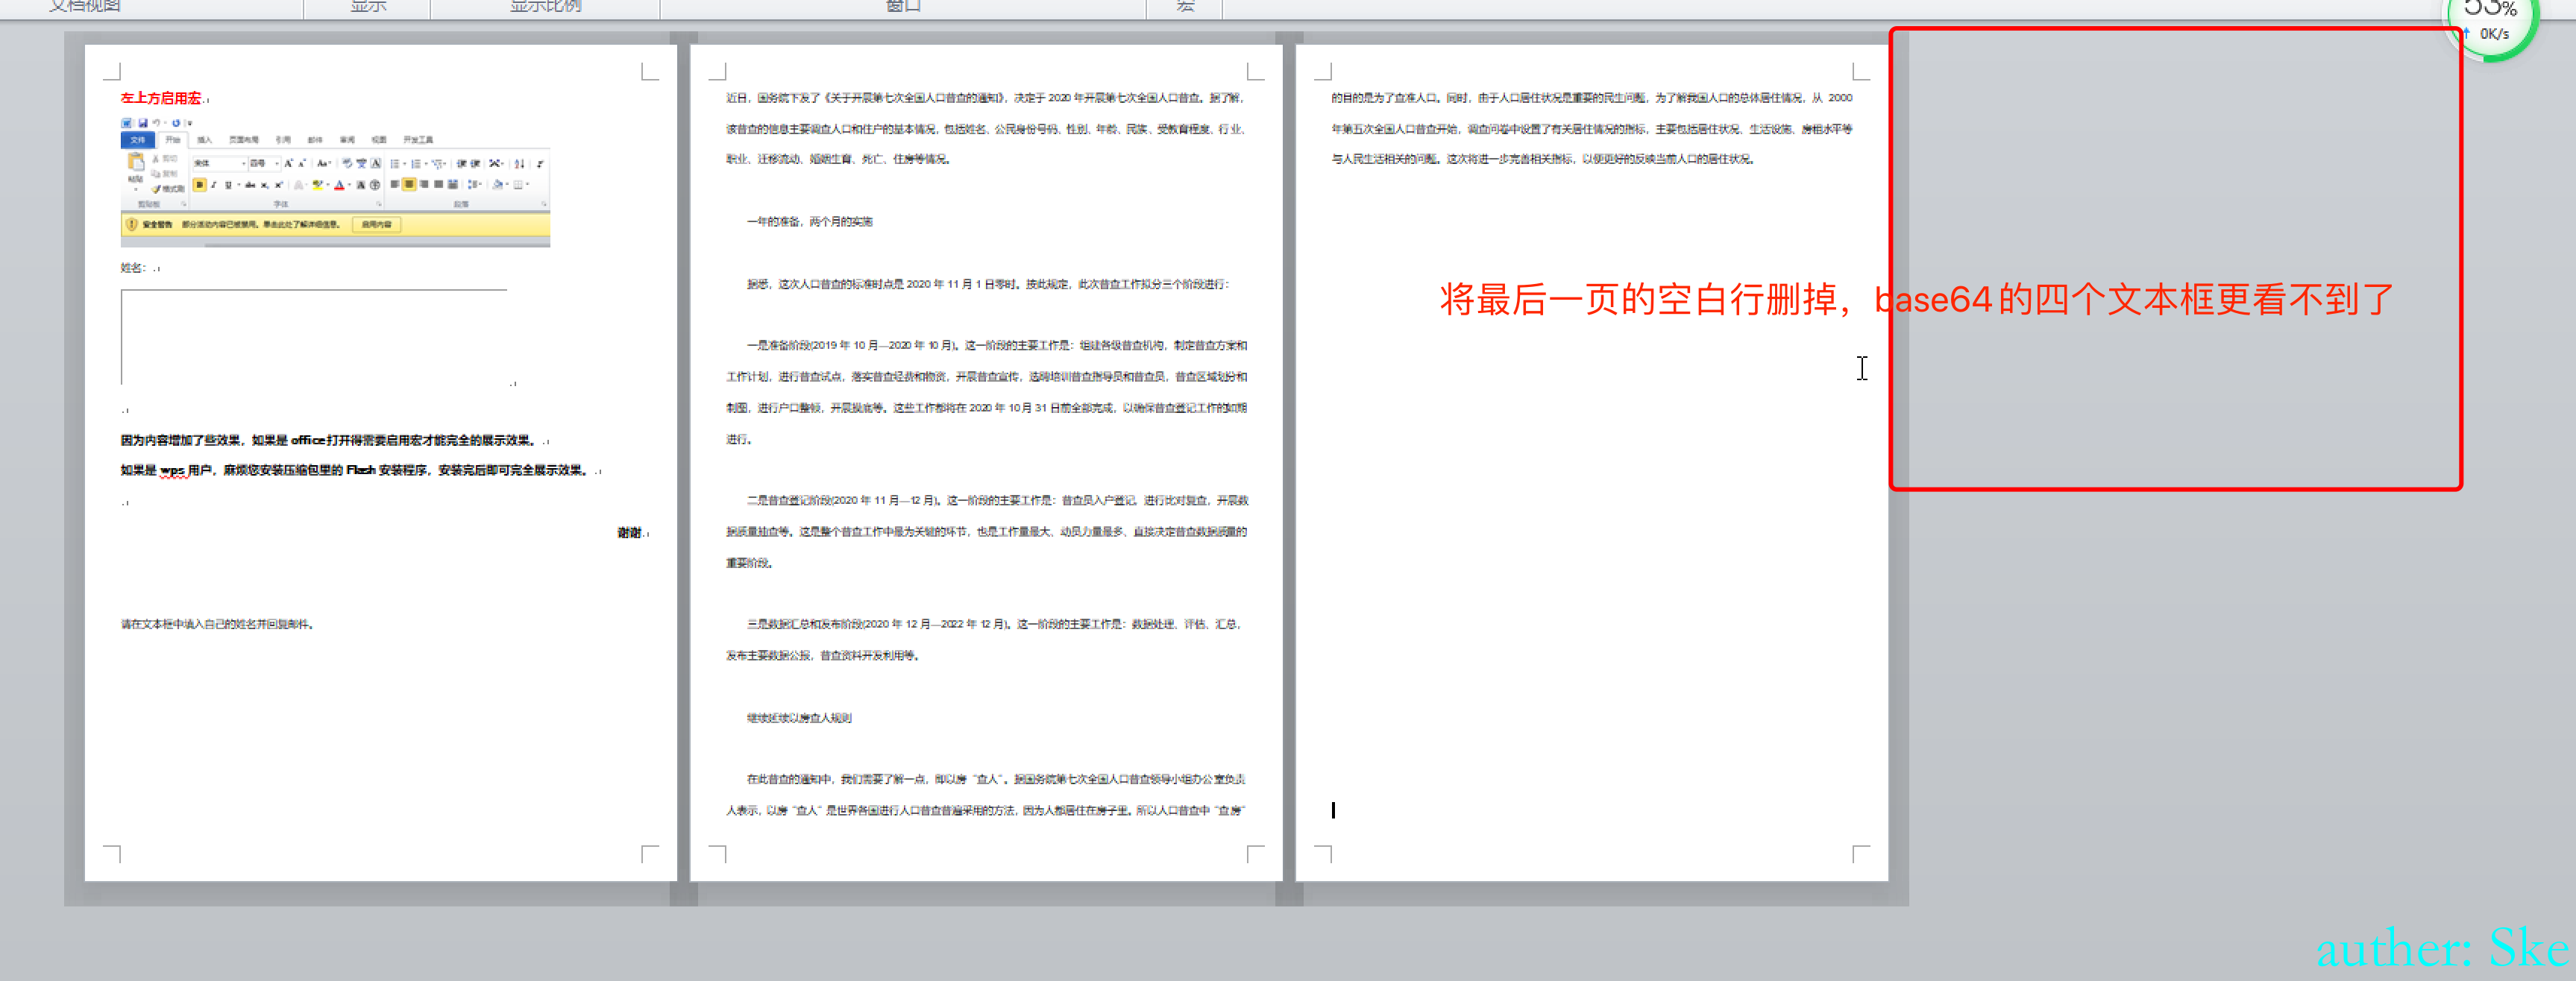 文档视图
显示
显示比例
窗口
宏
53%
0K/s
左上方启用宏
文件 开始 插入 页面布局 引用 邮件 审阅 视图 开发工具
剪切
宋体 四号
复制
粘贴
格式刷
剪贴板 字体 段落
安全警告 部分活动内容已被禁用。单击此处了解详细信息。 启用内容
姓名：
因为内容增加了些效果，如果是 office 打开得需要启用宏才能完全的展示效果。
如果是 wps 用户，麻烦您安装压缩包里的 Flash 安装程序，安装完后即可完全展示效果。
谢谢
请在文本框中填入自己的姓名并回复邮件。
近日，国务院下发了《关于开展第七次全国人口普查的通知》，决定于 2020 年开展第七次全国人口普查。据了解，
该普查的信息主要调查人口和住户的基本情况，包括姓名、公民身份号码、性别、年龄、民族、受教育程度、行业、
职业、迁移流动、婚姻生育、死亡、住房等情况。
一年的准备，两个月的实施
据悉，这次人口普查的标准时点是 2020 年 11 月 1 日零时。按此规定，此次普查工作拟分三个阶段进行：
一是准备阶段(2019 年 10 月—2020 年 10 月)。这一阶段的主要工作是：组建各级普查机构，制定普查方案和
工作计划，进行普查试点，落实普查经费和物资，开展普查宣传，选聘培训普查指导员和普查员，普查区域划分和
制图，进行户口整顿，开展摸底等。这些工作都将在 2020 年 10 月 31 日前全部完成，以确保普查登记工作的如期
进行。
二是普查登记阶段(2020 年 11 月—12 月)。这一阶段的主要工作是：普查员入户登记，进行比对复查，开展数
据质量抽查等。这是整个普查工作中最为关键的环节，也是工作量最大、动员力量最多、直接决定普查数据质量的
重要阶段。
三是数据汇总和发布阶段(2020 年 12 月—2022 年 12 月)。这一阶段的主要工作是：数据处理、评估、汇总，
发布主要数据公报，普查资料开发利用等。
继续延续以房查人规则
在此普查的通知中，我们需要了解一点，即以房“查人”。据国务院第七次全国人口普查领导小组办公室负责
人表示，以房“查人”是世界各国进行人口普查普遍采用的方法，因为人都居住在房子里。所以人口普查中“查房”
的目的是为了查准人口。同时，由于人口居住状况是重要的民生问题，为了解我国人口的总体居住情况，从 2000
年第五次全国人口普查开始，调查问卷中设置了有关居住情况的指标，主要包括居住状况、生活设施、房租水平等
与人民生活相关的问题。这次将进一步完善相关指标，以便更好的反映当前人口的居住状况。
将最后一页的空白行删掉，base64的四个文本框更看不到了
auther: Ske